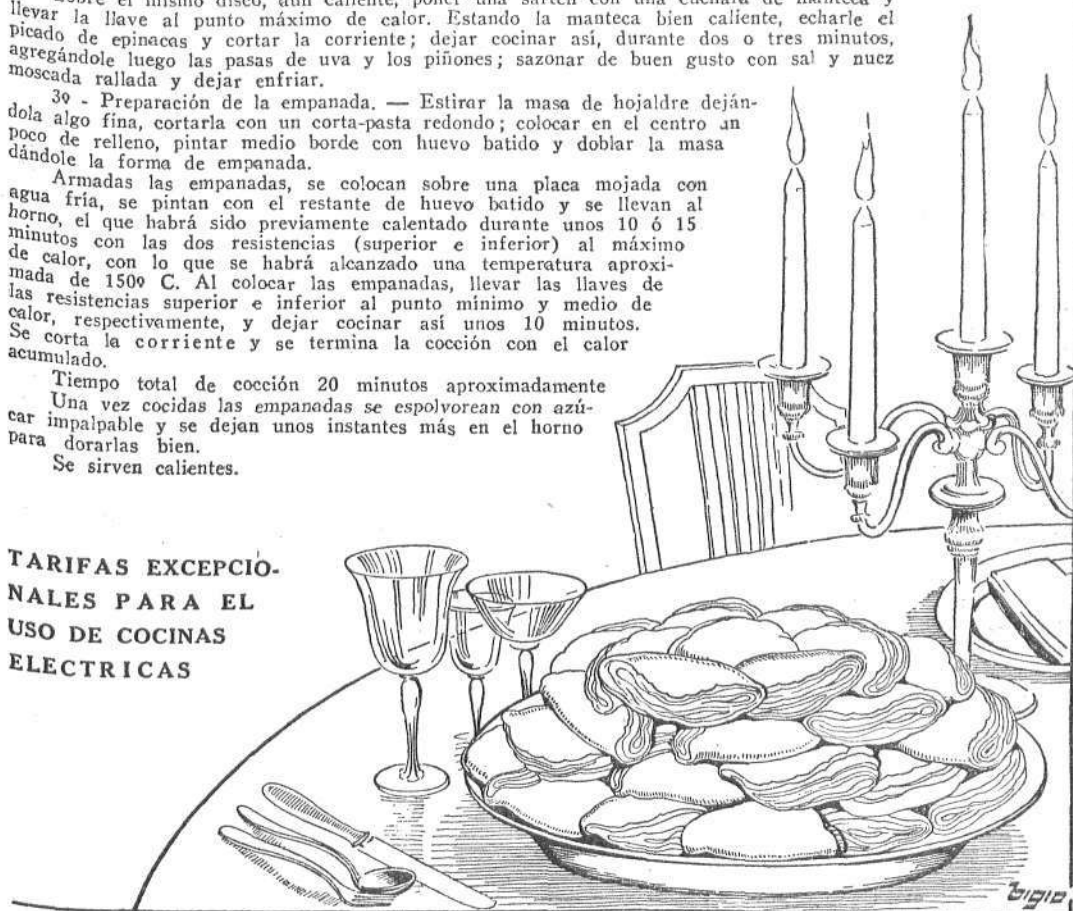 sobre el mismo disco, aún caliente, poner una sartén con una cuchara de manteca y
llevar la llave al punto máximo de calor. Estando la manteca bien caliente, echarle el
picado de epinacas y cortar la corriente; dejar cocinar así, durante dos o tres minutos,
agregándole luego las pasas de uva y los piñones; sazonar de buen gusto con sal y nuez
moscada rallada y dejar enfriar.
3º - Preparación de la empanada. — Estirar la masa de hojaldre deján-
dola algo fina, cortarla con un corta-pasta redondo; colocar en el centro un
poco de relleno, pintar medio borde con huevo batido y doblar la masa
dándole la forma de empanada.
Armadas las empanadas, se colocan sobre una placa mojada con
agua fría, se pintan con el restante de huevo batido y se llevan al
horno, el que habrá sido previamente calentado durante unos 10 ó 15
minutos con las dos resistencias (superior e inferior) al máximo
de calor, con lo que se habrá alcanzado una temperatura aproxi-
mada de 150º C. Al colocar las empanadas, llevar las llaves de
las resistencias superior e inferior al punto mínimo y medio de
calor, respectivamente, y dejar cocinar así unos 10 minutos.
Se corta la corriente y se termina la cocción con el calor
acumulado.
Tiempo total de cocción 20 minutos aproximadamente
Una vez cocidas las empanadas se espolvorean con azú-
car impalpable y se dejan unos instantes más en el horno
para dorarlas bien.
Se sirven calientes.
TARIFAS EXCEPCIO-
NALES PARA EL
USO DE COCINAS
ELECTRICAS
bigio